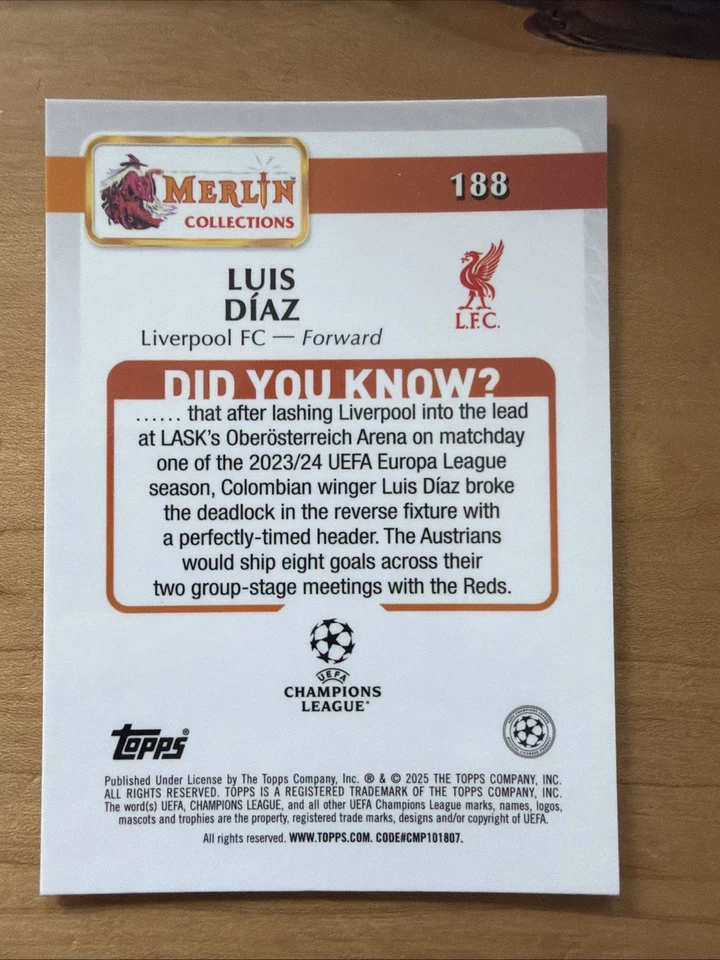 MERLIN™
COLLECTIONS
188
LUIS
DÍAZ
L.F.C.
Liverpool FC — Forward
DID YOU KNOW?
...... that after lashing Liverpool into the lead
at LASK's Oberösterreich Arena on matchday
one of the 2023/24 UEFA Europa League
season, Colombian winger Luis Díaz broke
the deadlock in the reverse fixture with
a perfectly-timed header. The Austrians
would ship eight goals across their
two group-stage meetings with the Reds.
UEFA
CHAMPIONS
LEAGUE®
TOPPS®
Published Under License by The Topps Company, Inc. ® & © 2025 THE TOPPS COMPANY, INC.
ALL RIGHTS RESERVED. TOPPS IS A REGISTERED TRADEMARK OF THE TOPPS COMPANY, INC.
The word(s) UEFA, CHAMPIONS LEAGUE, and all other UEFA Champions League marks, names, logos,
mascots and trophies are the property, registered trade marks, designs and/or copyright of UEFA.
All rights reserved. WWW.TOPPS.COM. CODE#CMP101807.